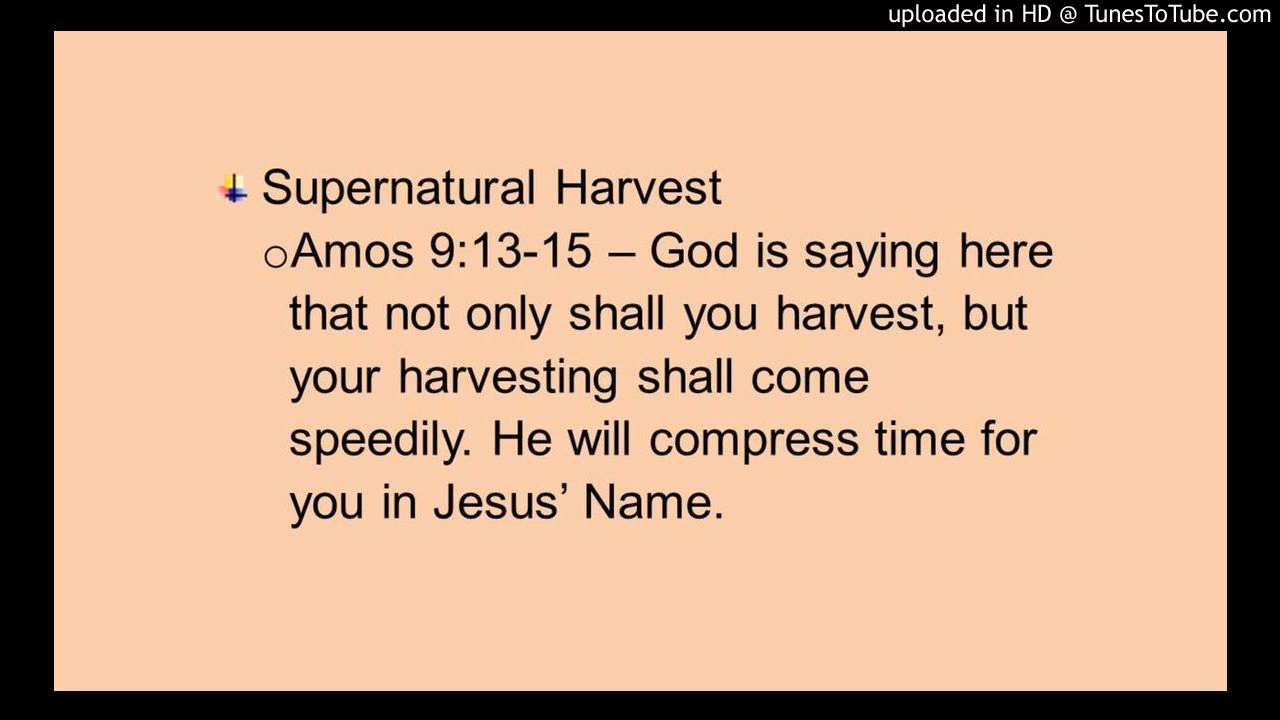 uploaded in HD @ TunesToTube.com
Supernatural Harvest
o Amos 9:13-15 – God is saying here
that not only shall you harvest, but
your harvesting shall come
speedily. He will compress time for
you in Jesus’ Name.